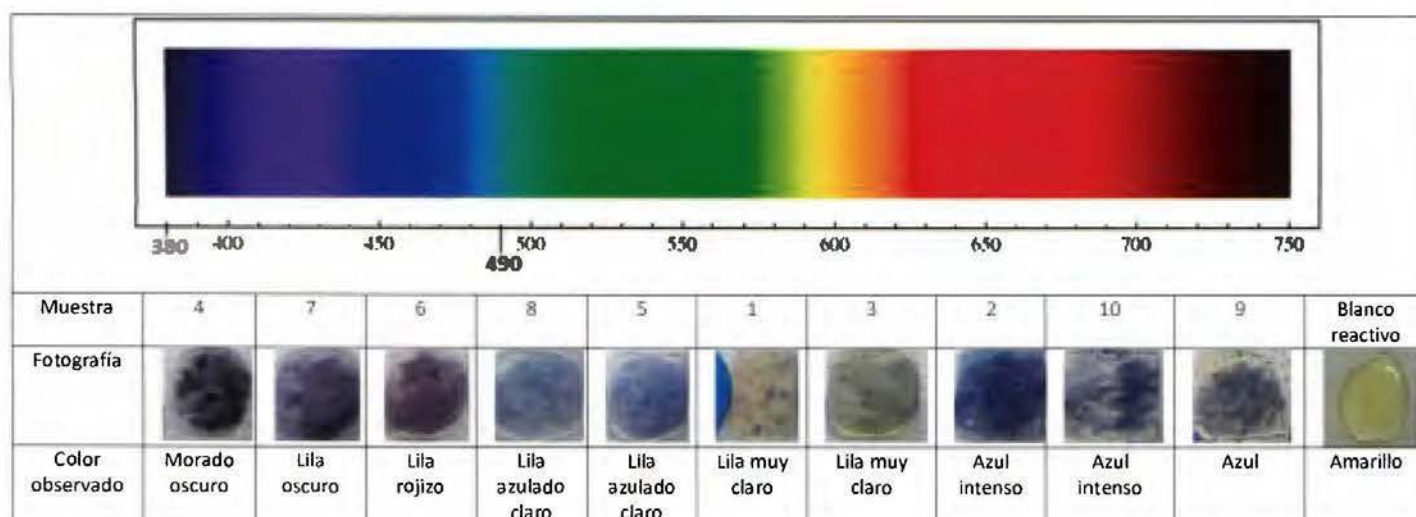 380 400 450 500 550 600 650 700 750
490
Muestra 4 7 6 8 5 1 3 2 10 9 Blanco reactivo
Fotografía
Color observado Morado oscuro Lila oscuro Lila rojizo Lila azulado claro Lila azulado claro Lila muy claro Lila muy claro Azul intenso Azul intenso Azul Amarillo